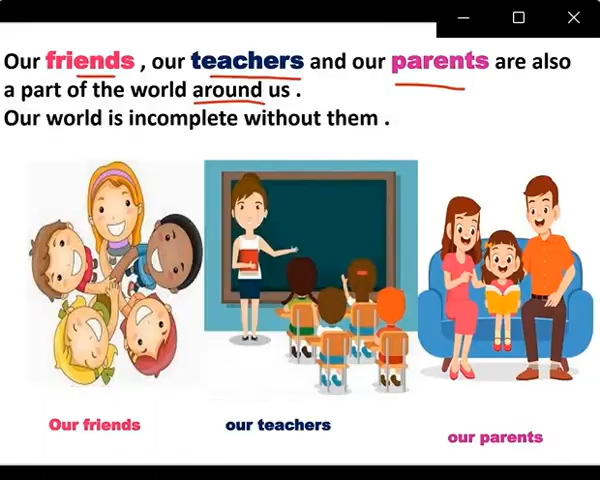 Our friends , our teachers and our parents are also
a part of the world around us .
Our world is incomplete without them .
Our friends
our teachers
our parents